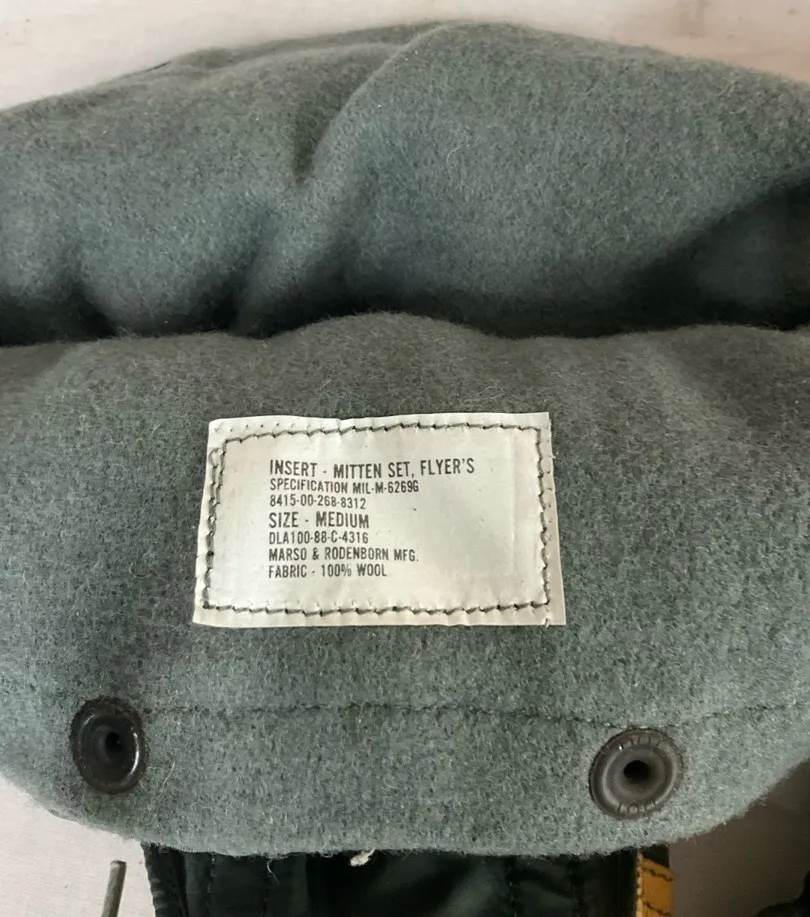 INSERT - MITTEN SET, FLYER'S
SPECIFICATION MIL-M-6269G
8415-00-268-8312
SIZE - MEDIUM
DLA100-88-C-4316
MARSO & RODENBORN MFG.
FABRIC - 100% WOOL